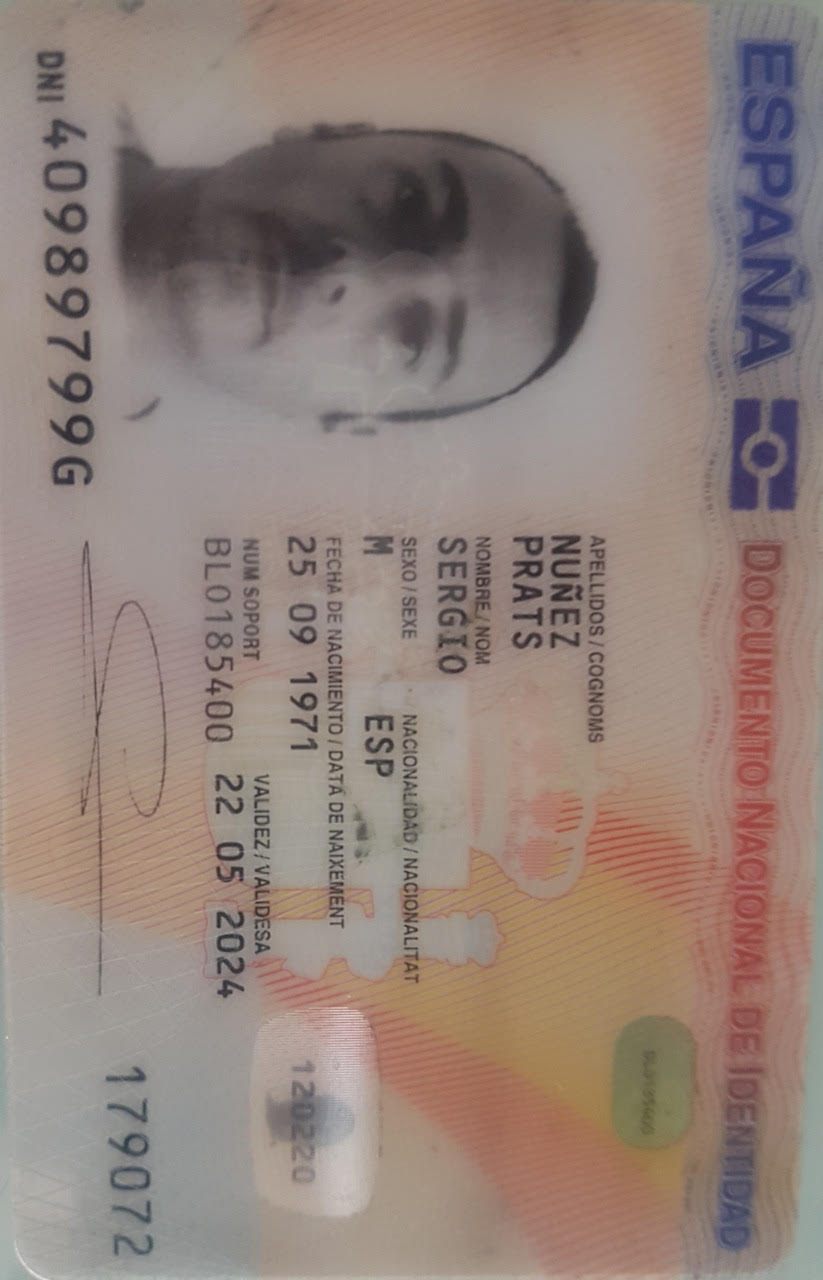 ESPAÑA DOCUMENTO NACIONAL DE IDENTIDAD
APELLIDOS / COGNOMS
NUÑEZ
PRATS
NOMBRE / NOM
SERGIO
SEXO / SEXE NACIONALIDAD / NACIONALITAT
M ESP
FECHA DE NACIMIENTO / DATA DE NAIXEMENT
25 09 1971
NUM SOPORT VALIDEZ / VALIDESA
BL0185400 22 05 2024
120220
DNI 40989799G
179072